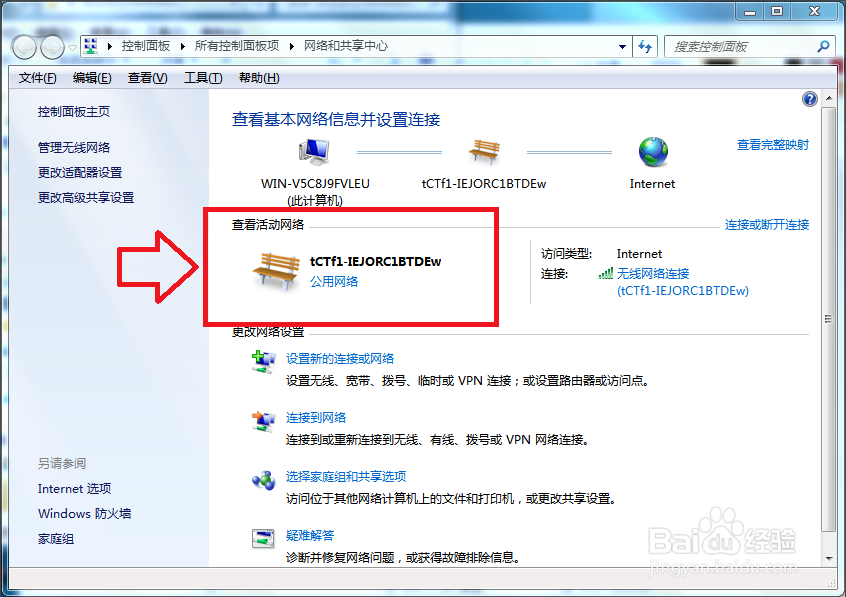 控制面板 ▶ 所有控制面板项 ▶ 网络和共享中心
搜索控制面板
文件(F) 编辑(E) 查看(V) 工具(T) 帮助(H)
控制面板主页
管理无线网络
更改适配器设置
更改高级共享设置
另请参阅
Internet 选项
Windows 防火墙
家庭组
查看基本网络信息并设置连接
查看完整映射
WIN-V5C8J9FVLEU
(此计算机)
tCTf1-IEJORC1BTDEw
Internet
查看活动网络
连接或断开连接
tCTf1-IEJORC1BTDEw
公用网络
访问类型: Internet
连接: 无线网络连接
(tCTf1-IEJORC1BTDEw)
更改网络设置
设置新的连接或网络
设置无线、宽带、拨号、临时或 VPN 连接；或设置路由器或访问点。
连接到网络
连接到或重新连接到无线、有线、拨号或 VPN 网络连接。
选择家庭组和共享选项
访问位于其他网络计算机上的文件和打印机，或更改共享设置。
疑难解答
诊断并修复网络问题，或获得故障排除信息。
Baidu 经验
jingyan.baidu.com